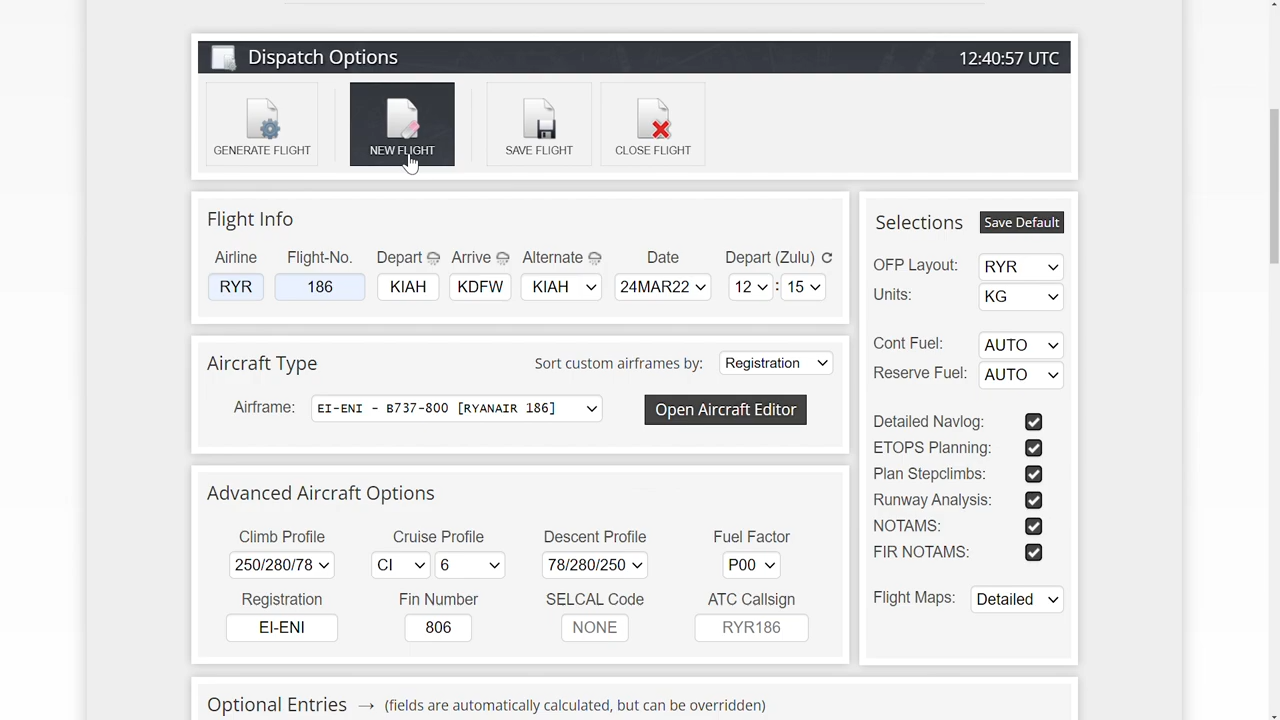 Dispatch Options 12:40:57 UTC
GENERATE FLIGHT NEW FLIGHT SAVE FLIGHT CLOSE FLIGHT
Flight Info
Airline Flight-No. Depart Arrive Alternate Date Depart (Zulu)
RYR 186 KIAH KDFW KIAH 24MAR22 12 : 15
Aircraft Type Sort custom airframes by: Registration
Airframe: EI-ENI - B737-800 [RYANAIR 186] Open Aircraft Editor
Advanced Aircraft Options
Climb Profile Cruise Profile Descent Profile Fuel Factor
250/280/78 CI 6 78/280/250 P00
Registration Fin Number SELCAL Code ATC Callsign
EI-ENI 806 NONE RYR186
Selections Save Default
OFP Layout: RYR
Units: KG
Cont Fuel: AUTO
Reserve Fuel: AUTO
Detailed Navlog:
ETOPS Planning:
Plan Stepclimbs:
Runway Analysis:
NOTAMS:
FIR NOTAMS:
Flight Maps: Detailed
Optional Entries → (fields are automatically calculated, but can be overridden)